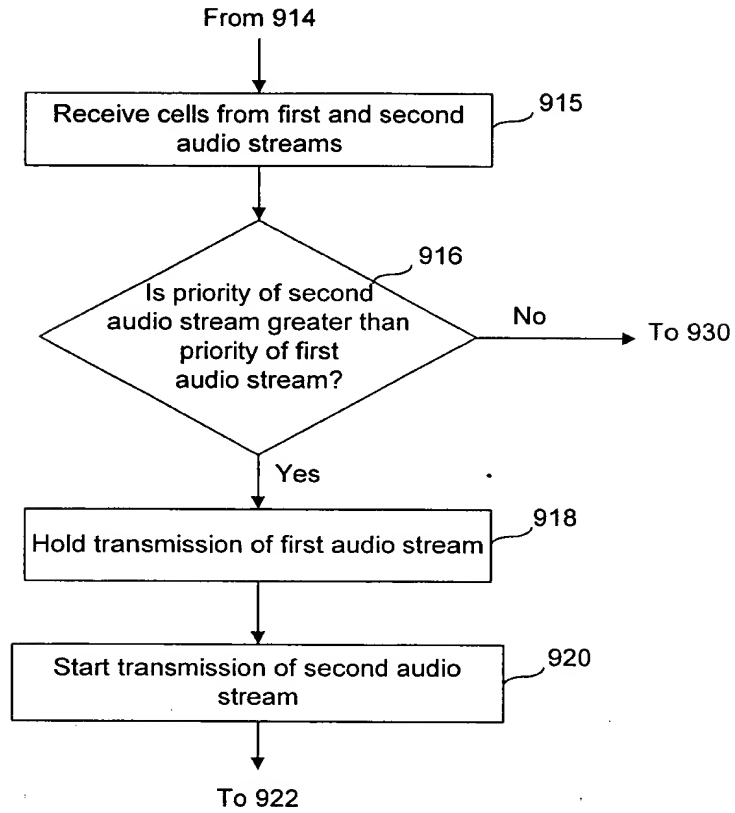 From 914
Receive cells from first and second
audio streams
915
916
Is priority of second
audio stream greater than
priority of first
audio stream?
No
To 930
Yes
Hold transmission of first audio stream
918
Start transmission of second audio
stream
920
To 922